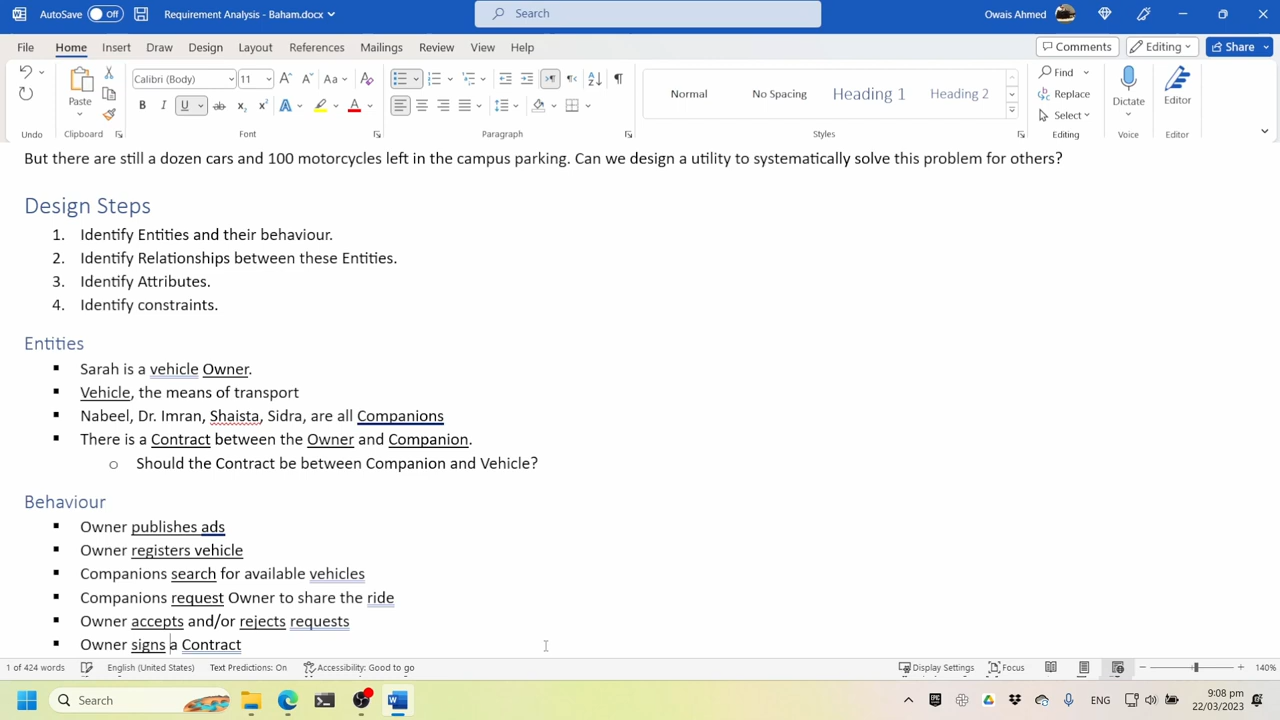 AutoSave Off Requirement Analysis - Baham.docx Search Owais Ahmed
File Home Insert Draw Design Layout References Mailings Review View Help Comments Editing Share
Calibri (Body) 11 Normal No Spacing Heading 1 Heading 2 Find
Paste Replace Dictate Editor
Select
Undo Clipboard Font Paragraph Styles Editing Voice Editor
But there are still a dozen cars and 100 motorcycles left in the campus parking. Can we design a utility to systematically solve this problem for others?
Design Steps
1. Identify Entities and their behaviour.
2. Identify Relationships between these Entities.
3. Identify Attributes.
4. Identify constraints.
Entities
▪ Sarah is a vehicle Owner.
▪ Vehicle, the means of transport
▪ Nabeel, Dr. Imran, Shaista, Sidra, are all Companions
▪ There is a Contract between the Owner and Companion.
o Should the Contract be between Companion and Vehicle?
Behaviour
▪ Owner publishes ads
▪ Owner registers vehicle
▪ Companions search for available vehicles
▪ Companions request Owner to share the ride
▪ Owner accepts and/or rejects requests
▪ Owner signs a Contract
1 of 424 words English (United States) Text Predictions: On Accessibility: Good to go Display Settings Focus 140%
Search ENG 9:08 pm
22/03/2023